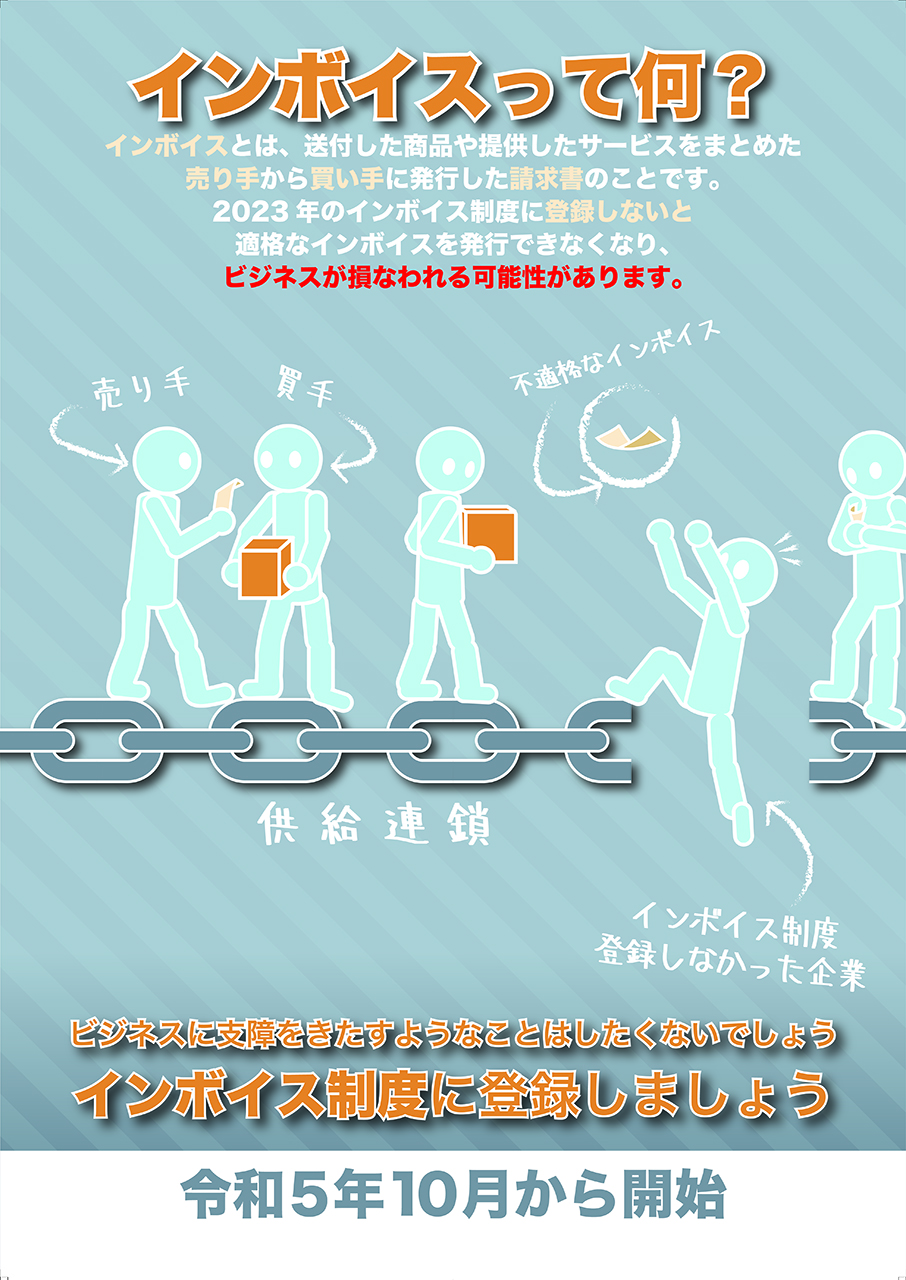 インボイスって何？
インボイスとは、送付した商品や提供したサービスをまとめた
売り手から買い手に発行した請求書のことです。
2023年のインボイス制度に登録しないと
適格なインボイスを発行できなくなり、
ビジネスが損なわれる可能性があります。
売り手
買手
不適格なインボイス
供給連鎖
インボイス制度
登録しなかった企業
ビジネスに支障をきたすようなことはしたくないでしょう
インボイス制度に登録しましょう
令和5年10月から開始